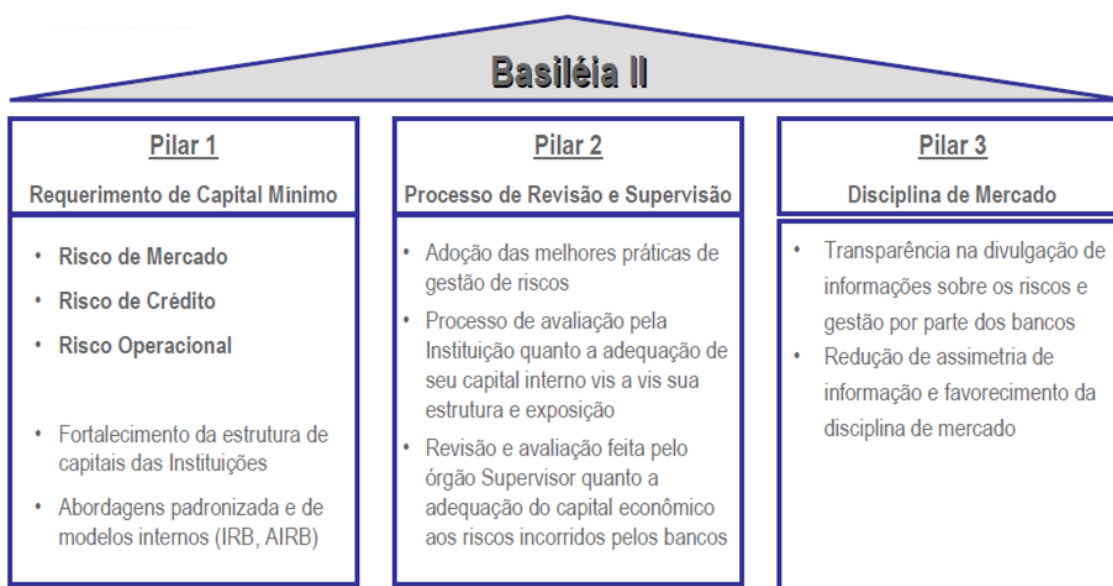 Basiléia II
Pilar 1
Requerimento de Capital Mínimo
• Risco de Mercado
• Risco de Crédito
• Risco Operacional
• Fortalecimento da estrutura de
capitais das Instituições
• Abordagens padronizada e de
modelos internos (IRB, AIRB)
Pilar 2
Processo de Revisão e Supervisão
• Adoção das melhores práticas de
gestão de riscos
• Processo de avaliação pela
Instituição quanto a adequação de
seu capital interno vis a vis sua
estrutura e exposição
• Revisão e avaliação feita pelo
órgão Supervisor quanto a
adequação do capital econômico
aos riscos incorridos pelos bancos
Pilar 3
Disciplina de Mercado
• Transparência na divulgação de
informações sobre os riscos e
gestão por parte dos bancos
• Redução de assimetria de
informação e favorecimento da
disciplina de mercado